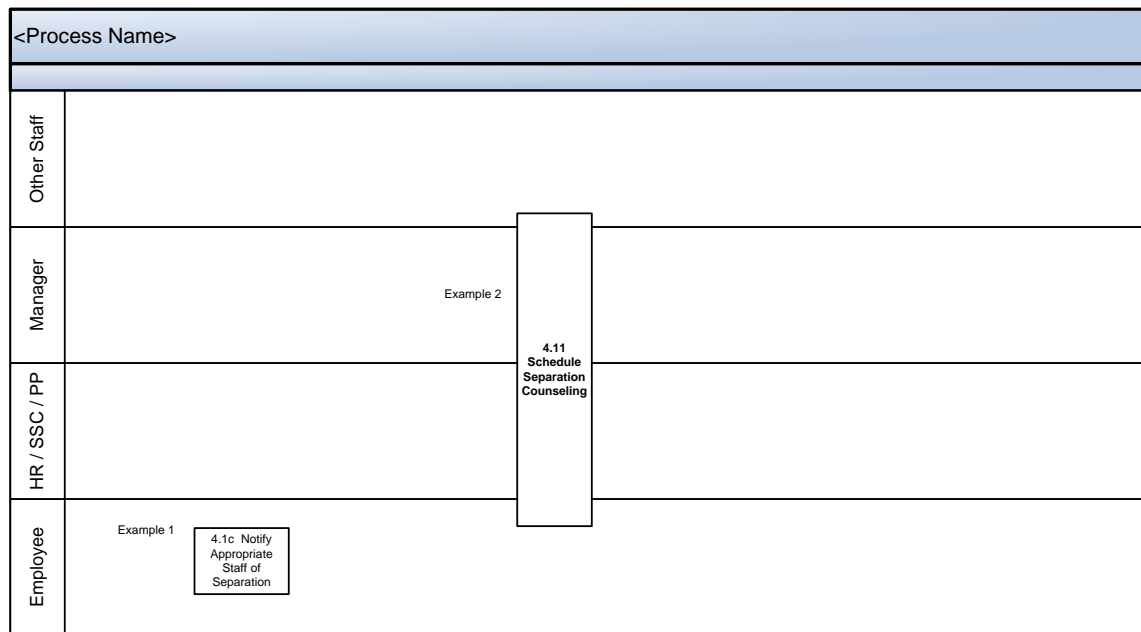 <Process Name>
Other Staff
Manager
Example 2
4.11
Schedule
Separation
Counseling
HR / SSC / PP
Employee
Example 1
4.1c Notify
Appropriate
Staff of
Separation